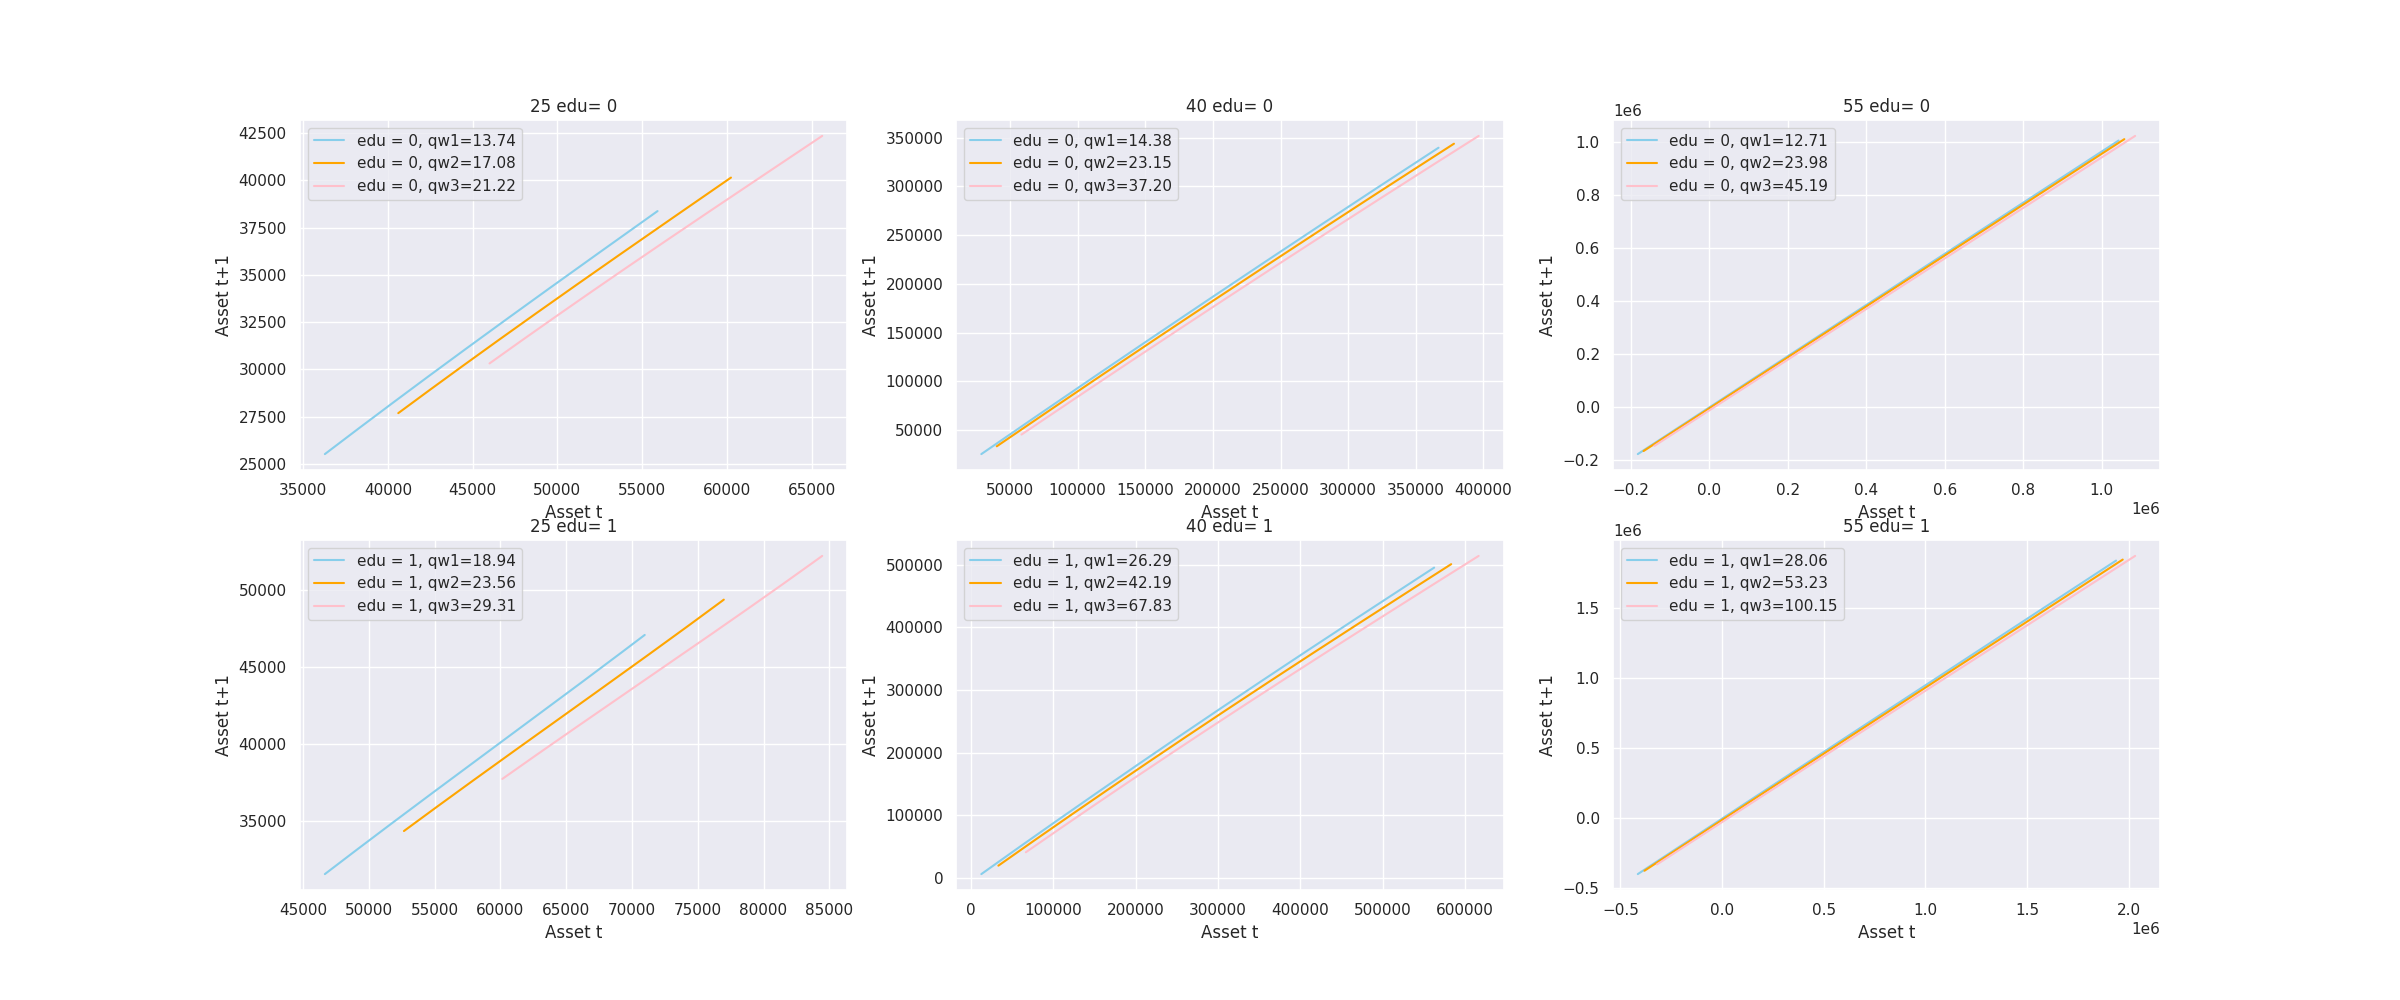 25 edu= 0
edu = 0, qw1=13.74
edu = 0, qw2=17.08
edu = 0, qw3=21.22
42500
40000
37500
35000
32500
30000
27500
25000
Asset t+1
35000 40000 45000 50000 55000 60000 65000
Asset t
40 edu= 0
edu = 0, qw1=14.38
edu = 0, qw2=23.15
edu = 0, qw3=37.20
350000
300000
250000
200000
150000
100000
50000
Asset t+1
50000 100000 150000 200000 250000 300000 350000 400000
Asset t
55 edu= 0
1e6
edu = 0, qw1=12.71
edu = 0, qw2=23.98
edu = 0, qw3=45.19
1.0
0.8
0.6
0.4
0.2
0.0
−0.2
Asset t+1
−0.2 0.0 0.2 0.4 0.6 0.8 1.0
1e6
Asset t
25 edu= 1
edu = 1, qw1=18.94
edu = 1, qw2=23.56
edu = 1, qw3=29.31
50000
45000
40000
35000
Asset t+1
45000 50000 55000 60000 65000 70000 75000 80000 85000
Asset t
40 edu= 1
edu = 1, qw1=26.29
edu = 1, qw2=42.19
edu = 1, qw3=67.83
500000
400000
300000
200000
100000
0
Asset t+1
0 100000 200000 300000 400000 500000 600000
Asset t
55 edu= 1
1e6
edu = 1, qw1=28.06
edu = 1, qw2=53.23
edu = 1, qw3=100.15
1.5
1.0
0.5
0.0
−0.5
Asset t+1
−0.5 0.0 0.5 1.0 1.5 2.0
1e6
Asset t